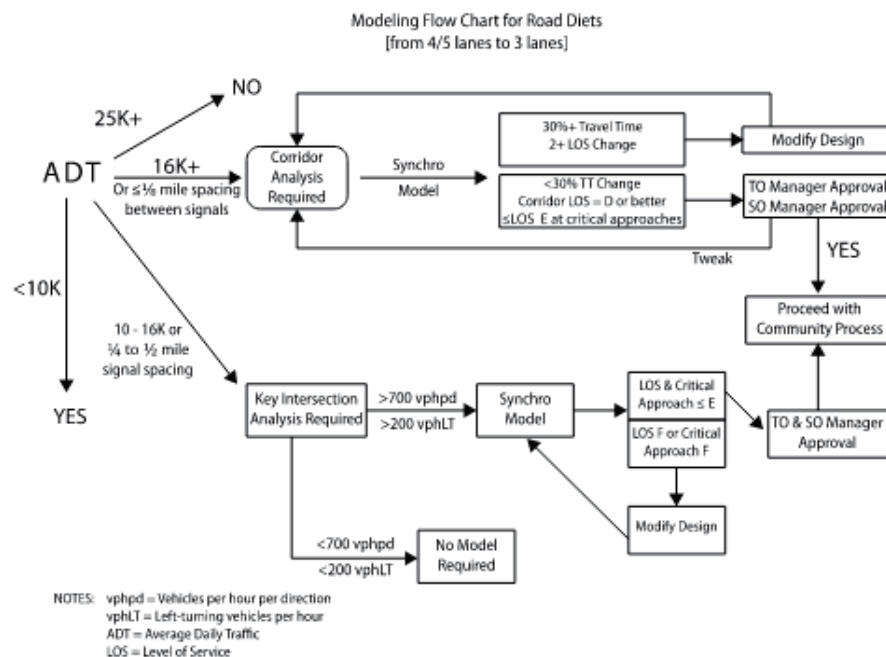 Modeling Flow Chart for Road Diets
[from 4/5 lanes to 3 lanes]
NO
25K+
ADT
16K+
Or ≤⅛ mile spacing
between signals
Corridor
Analysis
Required
Synchro
Model
30%+ Travel Time
2+ LOS Change
Modify Design
<30% TT Change
Corridor LOS = D or better
≤LOS E at critical approaches
TO Manager Approval
SO Manager Approval
Tweak
YES
<10K
YES
10 - 16K or
¼ to ½ mile
signal spacing
Proceed with
Community Process
Key Intersection
Analysis Required
>700 vphpd
>200 vphLT
Synchro
Model
LOS & Critical
Approach ≤ E
LOS F or Critical
Approach F
TO & SO Manager
Approval
Modify Design
<700 vphpd
<200 vphLT
No Model
Required
NOTES: vphpd = Vehicles per hour per direction
vphLT = Left-turning vehicles per hour
ADT = Average Daily Traffic
LOS = Level of Service